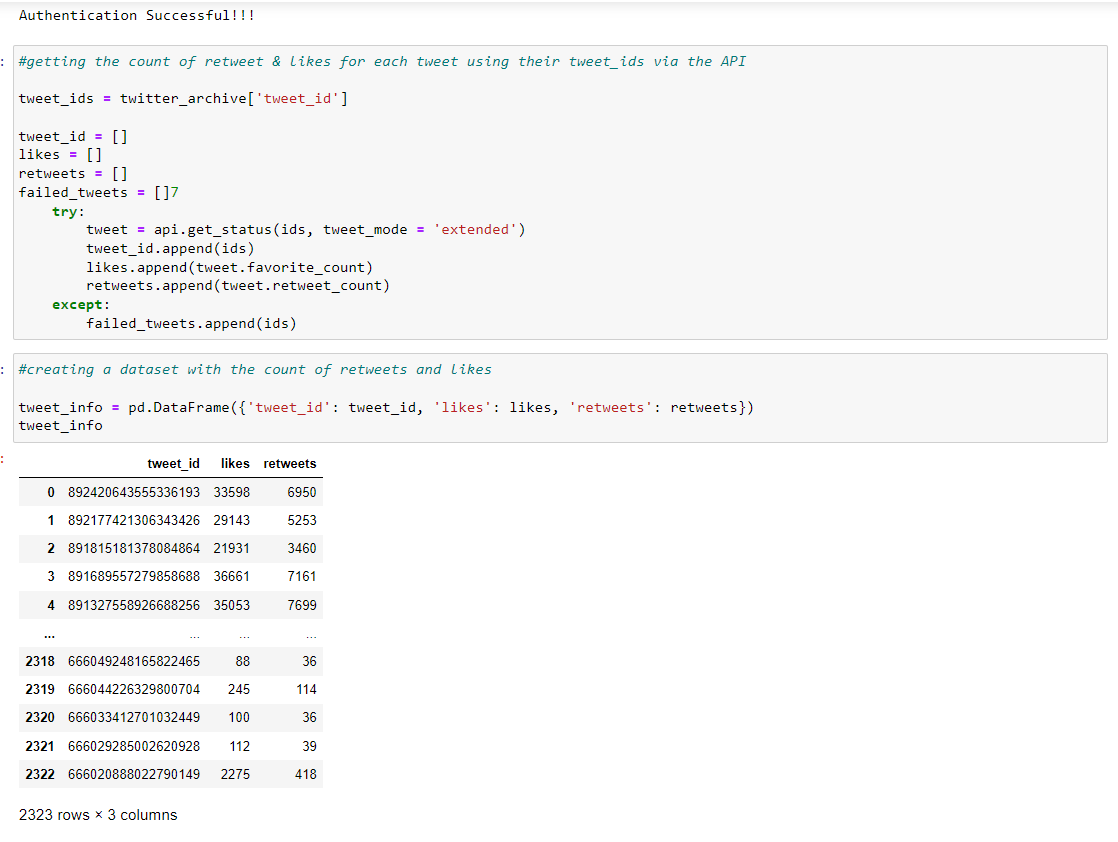 Authentication Successful!!!
: #getting the count of retweet & likes for each tweet using their tweet_ids via the API
tweet_ids = twitter_archive['tweet_id']
tweet_id = []
likes = []
retweets = []
failed_tweets = []7
try:
tweet = api.get_status(ids, tweet_mode = 'extended')
tweet_id.append(ids)
likes.append(tweet.favorite_count)
retweets.append(tweet.retweet_count)
except:
failed_tweets.append(ids)
: #creating a dataset with the count of retweets and likes
tweet_info = pd.DataFrame({'tweet_id': tweet_id, 'likes': likes, 'retweets': retweets})
tweet_info
:
tweet_id likes retweets
0 892420643555336193 33598 6950
1 892177421306343426 29143 5253
2 891815181378084864 21931 3460
3 891689557279858688 36661 7161
4 891327558926688256 35053 7699
... ... ... ...
2318 666049248165822465 88 36
2319 666044226329800704 245 114
2320 666033412701032449 100 36
2321 666029285002620928 112 39
2322 666020888022790149 2275 418
2323 rows × 3 columns